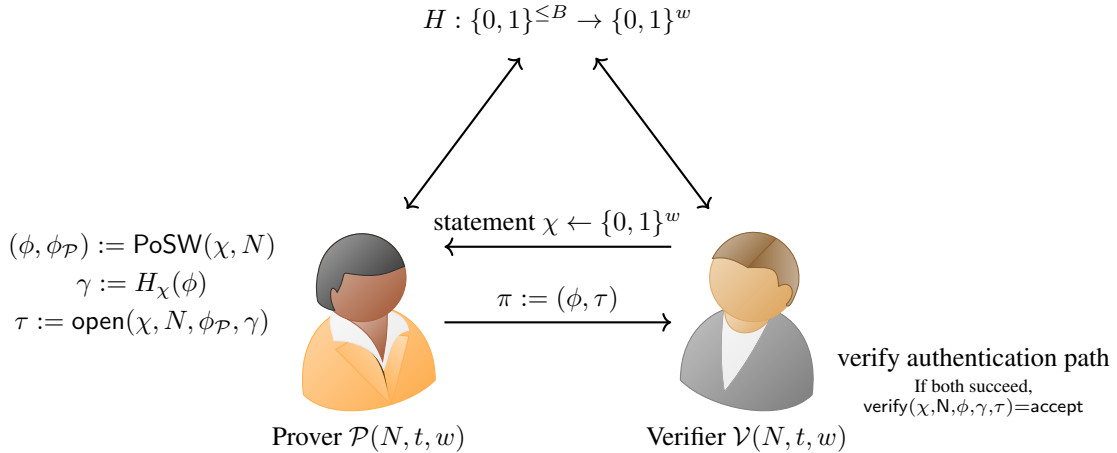 H : {0, 1}^{≤B} → {0, 1}^w
statement χ ← {0, 1}^w
(ϕ, ϕ_𝒫) := PoSW(χ, N)
γ := H_χ(ϕ)
τ := open(χ, N, ϕ_𝒫, γ)
π := (ϕ, τ)
verify authentication path
If both succeed,
verify(χ,N,ϕ,γ,τ)=accept
Prover 𝒫(N, t, w)
Verifier 𝒱(N, t, w)